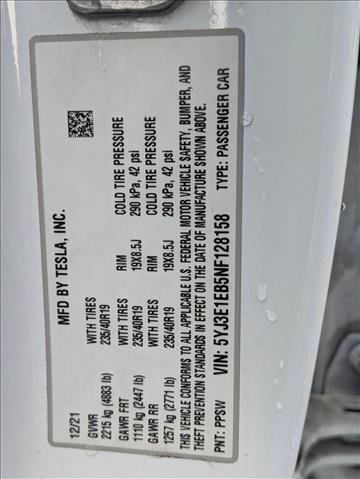 MFD BY TESLA, INC.
12/21
GVWR WITH TIRES RIM COLD TIRE PRESSURE
2215 kg (4883 lb) 235/40R19 19X8.5J 290 kPa, 42 psi
GAWR FRT WITH TIRES RIM COLD TIRE PRESSURE
1110 kg (2447 lb) 235/40R19 19X8.5J 290 kPa, 42 psi
GAWR RR
1257 kg (2771 lb)
THIS VEHICLE CONFORMS TO ALL APPLICABLE U.S. FEDERAL MOTOR VEHICLE SAFETY, BUMPER, AND
THEFT PREVENTION STANDARDS IN EFFECT ON THE DATE OF MANUFACTURE SHOWN ABOVE.
VIN: 5YJ3E1EB5NF128158 TYPE: PASSENGER CAR
PNT: PPSW